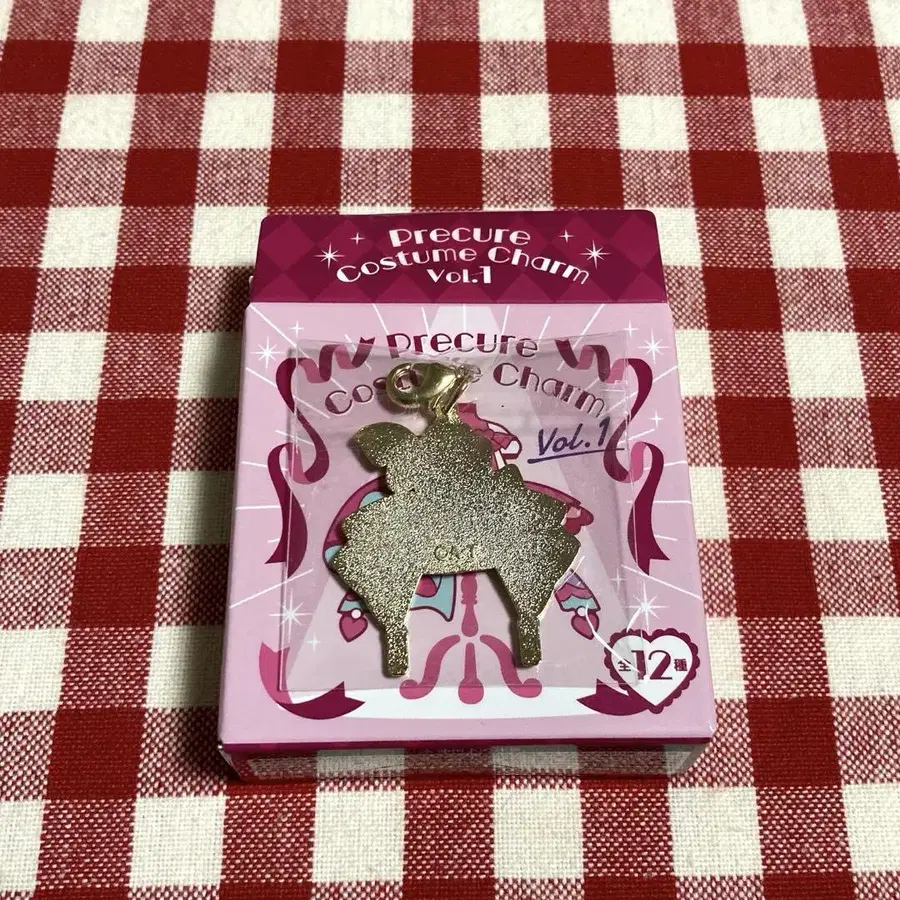 Precure
Costume Charm
Vol.1
Precure
Costume Charm
Vol.1
全12種